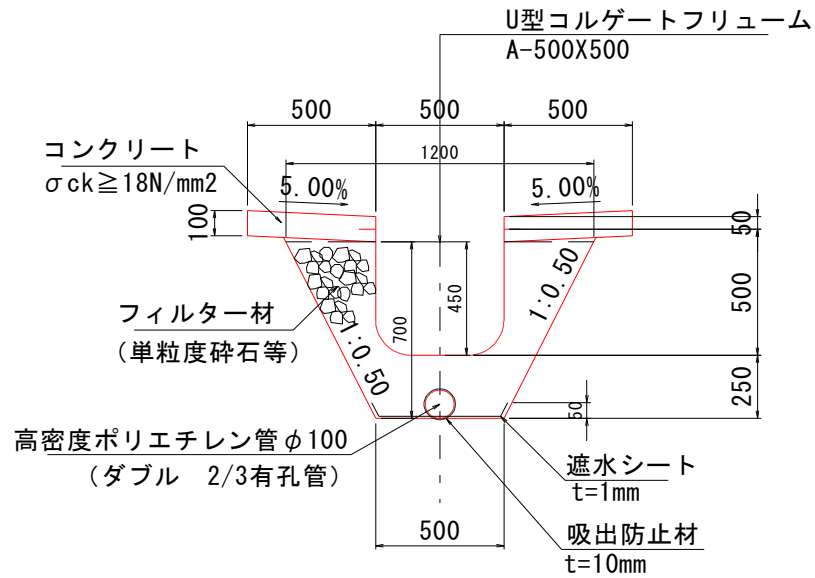 U型コルゲートフリューム
A-500X500
500
500
500
1200
コンクリート
σck≧18N/mm2
5.00%
5.00%
100
50
500
250
450
700
1:0.50
1:0.50
フィルター材
(単粒度砕石等)
50
高密度ポリエチレン管φ100
(ダブル 2/3有孔管)
遮水シート
t=1mm
500
吸出防止材
t=10mm